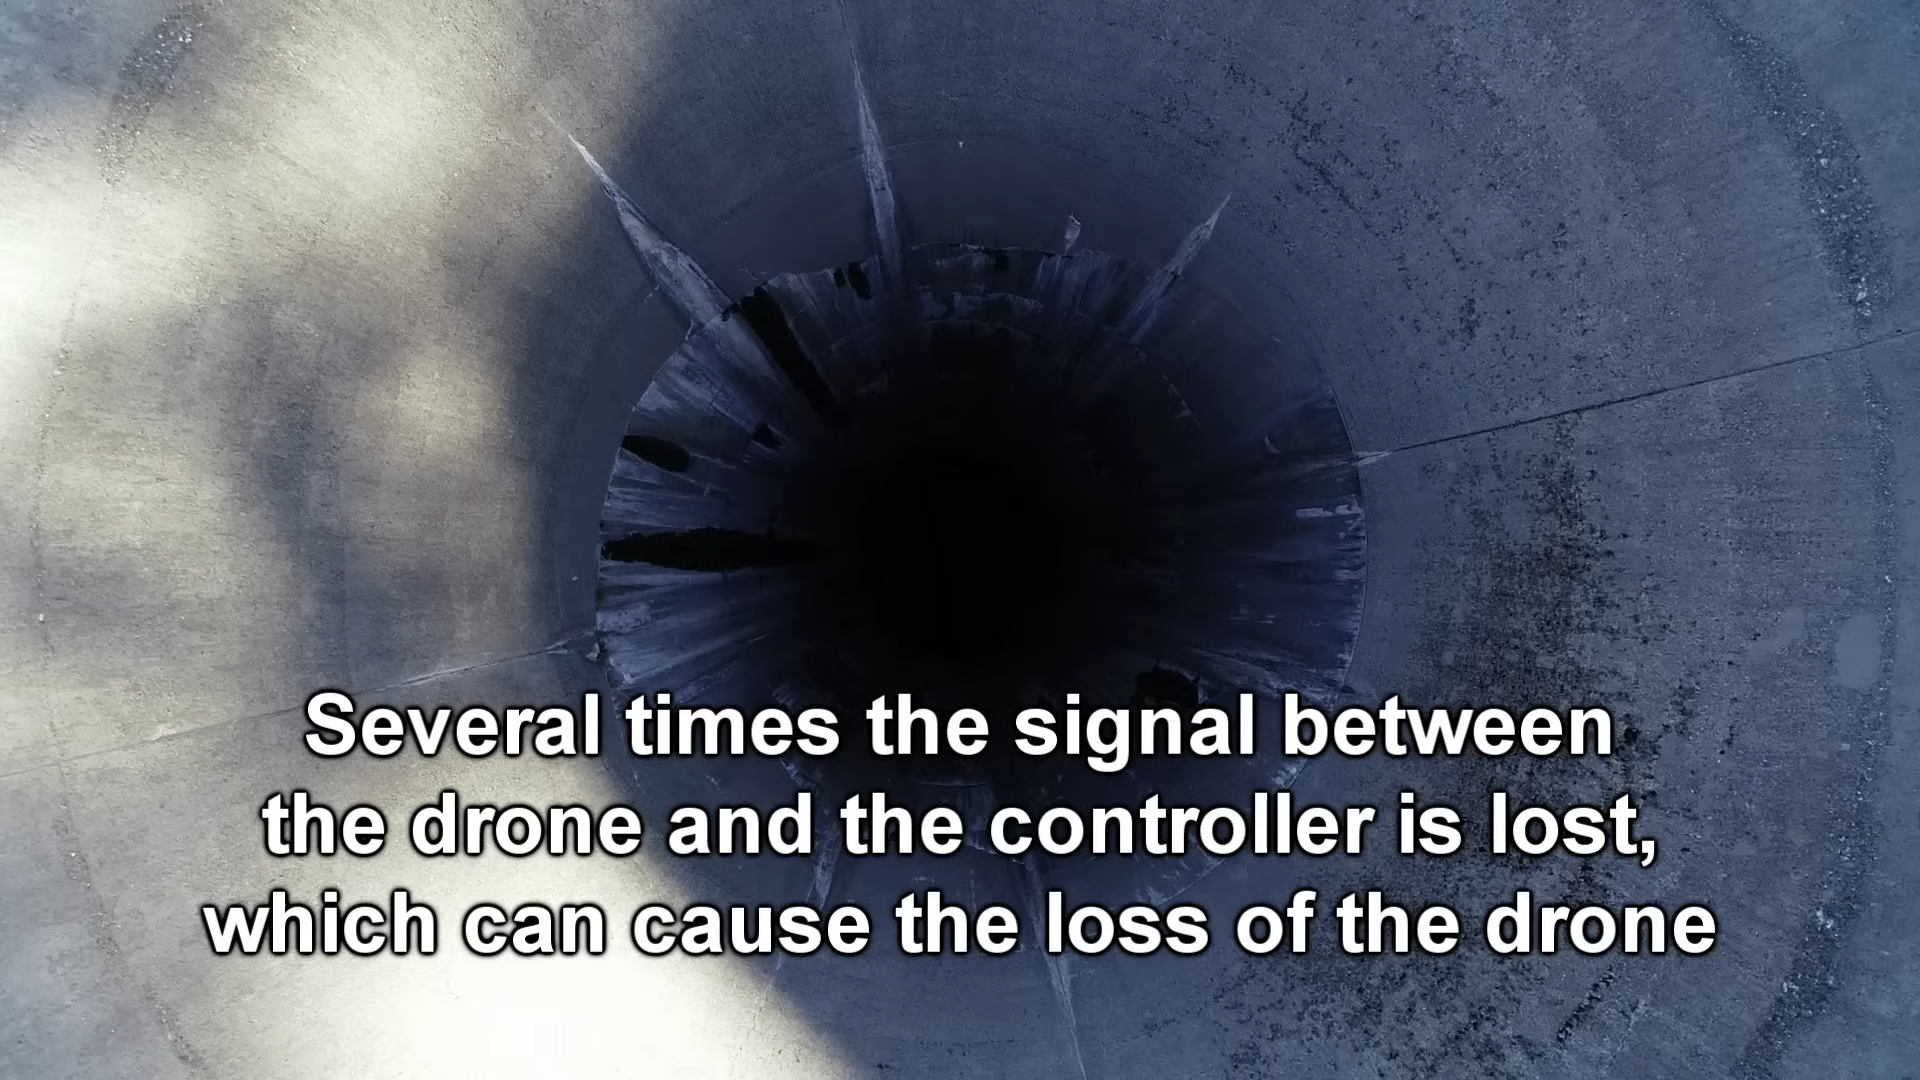 Several times the signal between
the drone and the controller is lost,
which can cause the loss of the drone